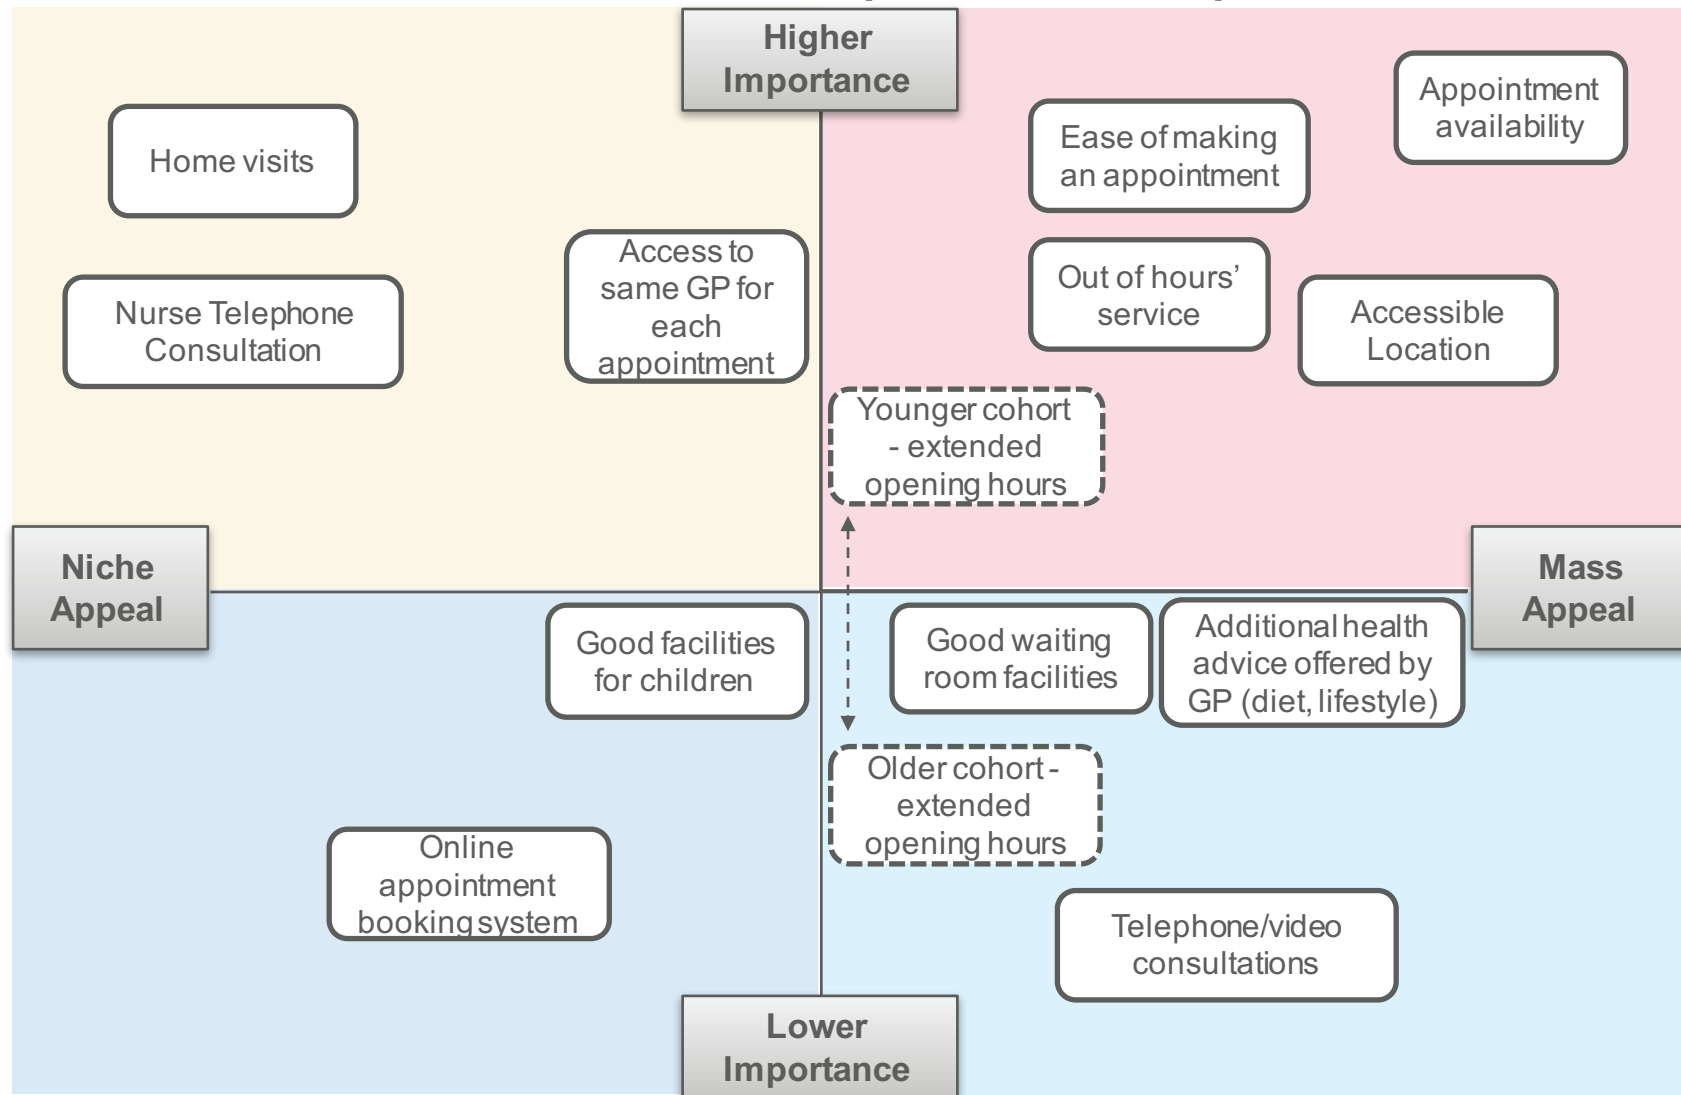 Higher
Importance
Appointment
availability
Ease of making
an appointment
Home visits
Access to
same GP for
each
appointment
Out of hours’
service
Nurse Telephone
Consultation
Accessible
Location
Younger cohort
- extended
opening hours
Niche
Appeal
Mass
Appeal
Good facilities
for children
Good waiting
room facilities
Additional health
advice offered by
GP (diet, lifestyle)
Older cohort -
extended
opening hours
Online
appointment
booking system
Telephone/video
consultations
Lower
Importance